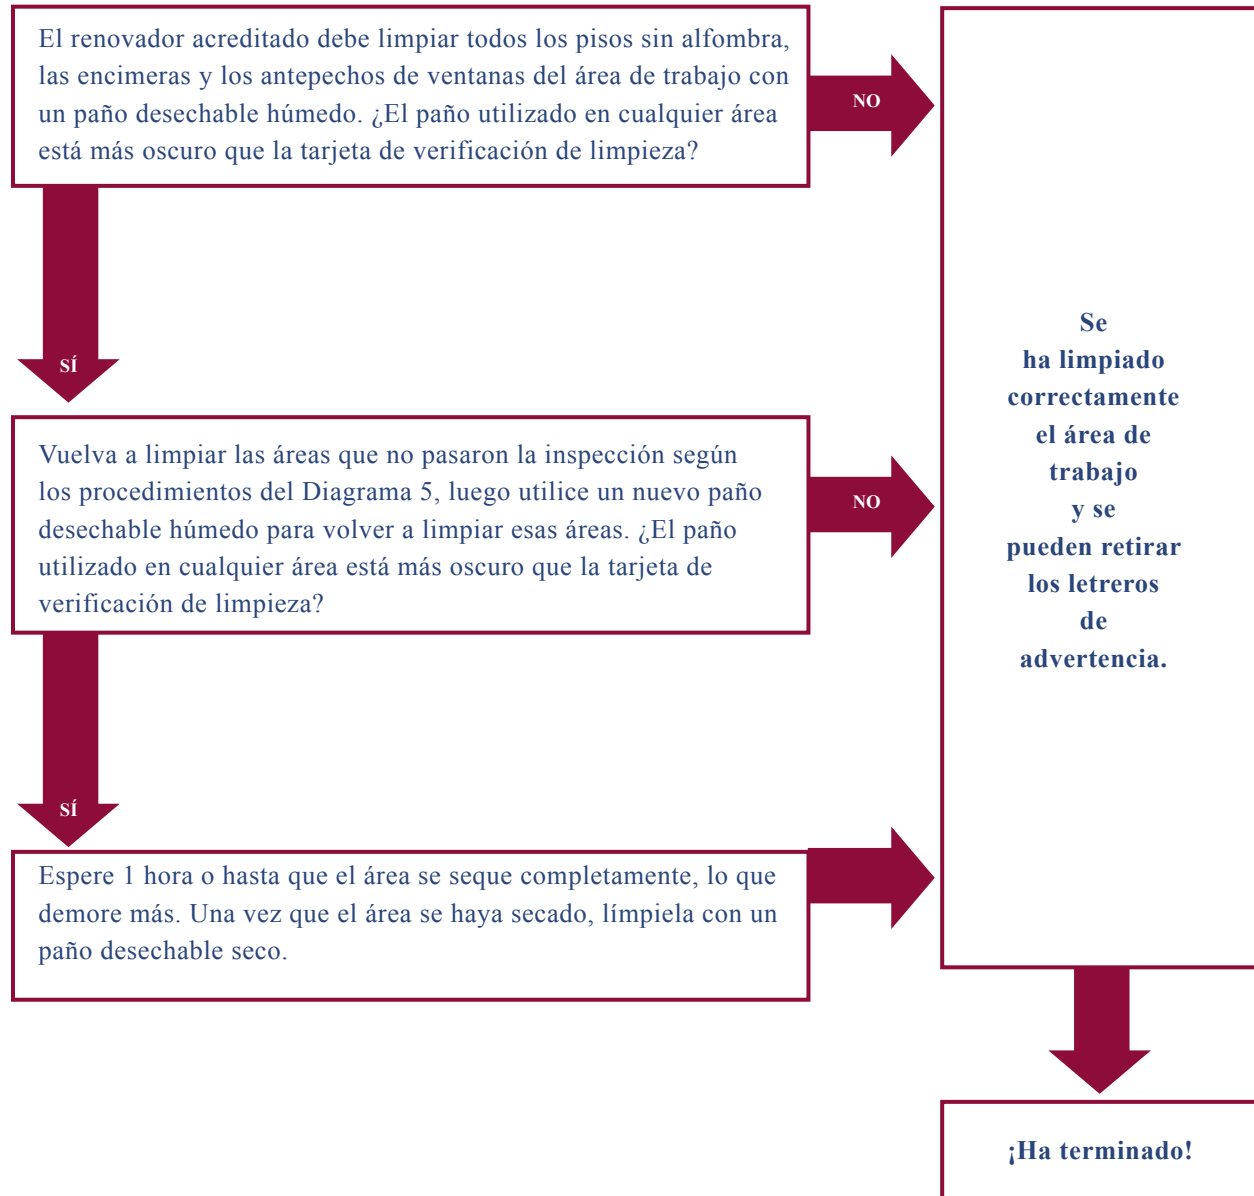 El renovador acreditado debe limpiar todos los pisos sin alfombra,
las encimeras y los antepechos de ventanas del área de trabajo con
un paño desechable húmedo. ¿El paño utilizado en cualquier área
está más oscuro que la tarjeta de verificación de limpieza?
NO
SÍ
Vuelva a limpiar las áreas que no pasaron la inspección según
los procedimientos del Diagrama 5, luego utilice un nuevo paño
desechable húmedo para volver a limpiar esas áreas. ¿El paño
utilizado en cualquier área está más oscuro que la tarjeta de
verificación de limpieza?
NO
SÍ
Espere 1 hora o hasta que el área se seque completamente, lo que
demore más. Una vez que el área se haya secado, límpiela con un
paño desechable seco.
Se
ha limpiado
correctamente
el área de
trabajo
y se
pueden retirar
los letreros
de
advertencia.
¡Ha terminado!